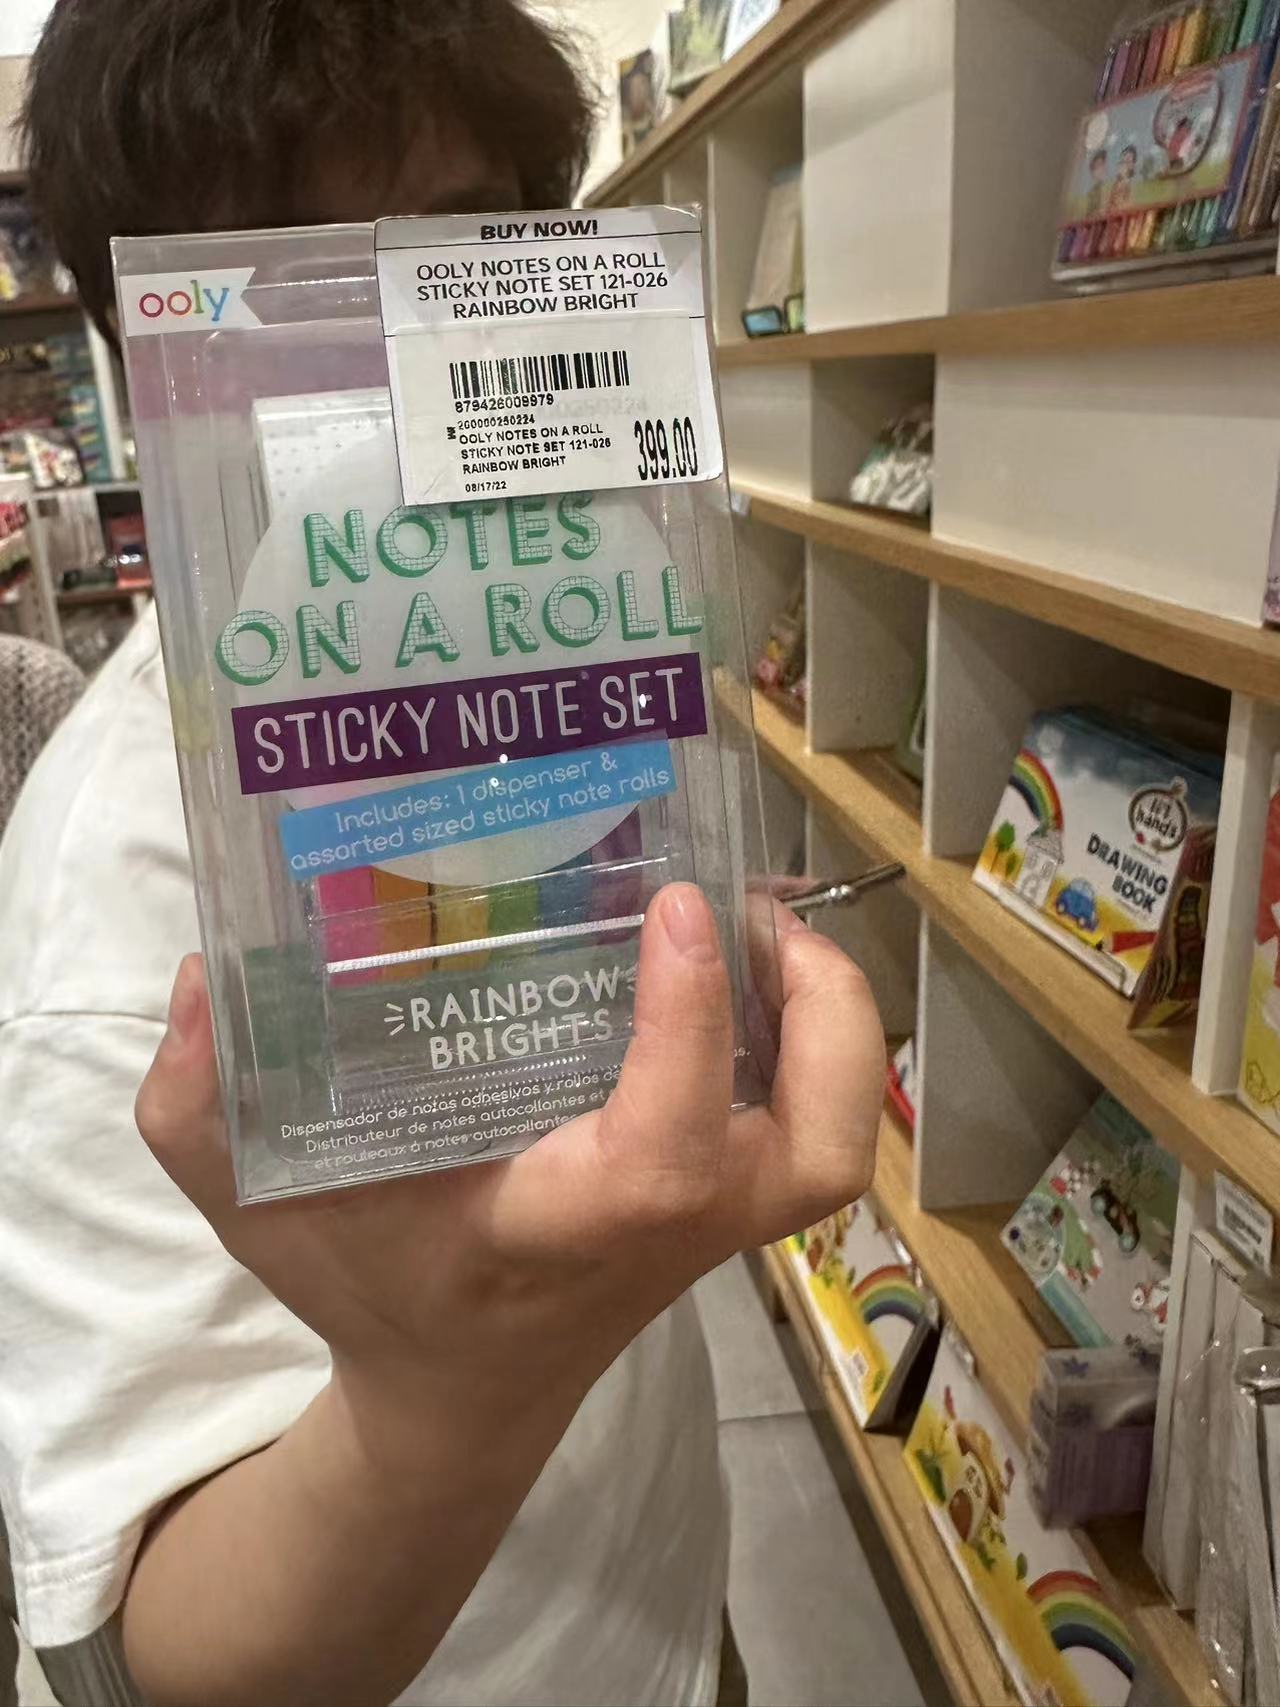 BUY NOW!
OOLY NOTES ON A ROLL
STICKY NOTE SET 121-026
RAINBOW BRIGHT
879426009979
200000250224
OOLY NOTES ON A ROLL
STICKY NOTE SET 121-026
RAINBOW BRIGHT
399.00
08/17/22
ooly
NOTES
ON A ROLL
STICKY NOTE SET
Includes: 1 dispenser &
assorted sized sticky note rolls
RAINBOW
BRIGHTS
Dispensador de notas adhesivas y rollos de
Distributeur de notes autocollantes et
et rouleaux à notes autocollantes
lil' hands
DRAWING
BOOK